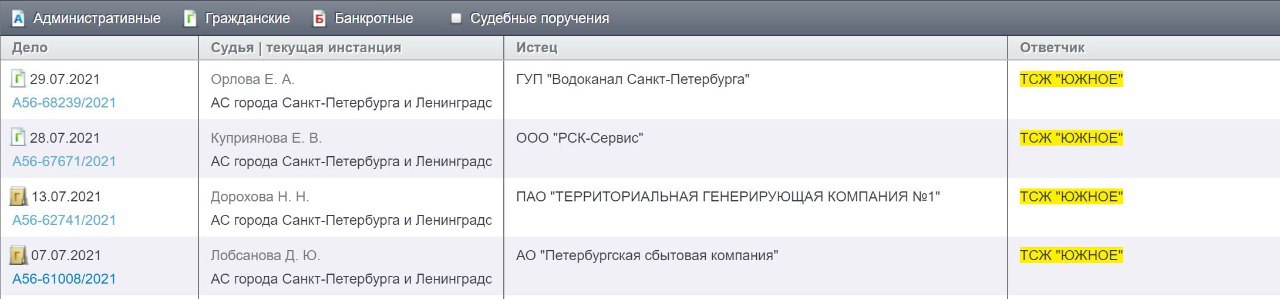 Административные Гражданские Банкротные Судебные поручения
Дело Судья | текущая инстанция Истец Ответчик
29.07.2021 Орлова Е. А. ГУП "Водоканал Санкт-Петербурга" ТСЖ "ЮЖНОЕ"
А56-68239/2021 АС города Санкт-Петербурга и Ленинградс
28.07.2021 Куприянова Е. В. ООО "РСК-Сервис" ТСЖ "ЮЖНОЕ"
А56-67671/2021 АС города Санкт-Петербурга и Ленинградс
13.07.2021 Дорохова Н. Н. ПАО "ТЕРРИТОРИАЛЬНАЯ ГЕНЕРИРУЮЩАЯ КОМПАНИЯ №1" ТСЖ "ЮЖНОЕ"
А56-62741/2021 АС города Санкт-Петербурга и Ленинградс
07.07.2021 Лобсанова Д. Ю. АО "Петербургская сбытовая компания" ТСЖ "ЮЖНОЕ"
А56-61008/2021 АС города Санкт-Петербурга и Ленинградс